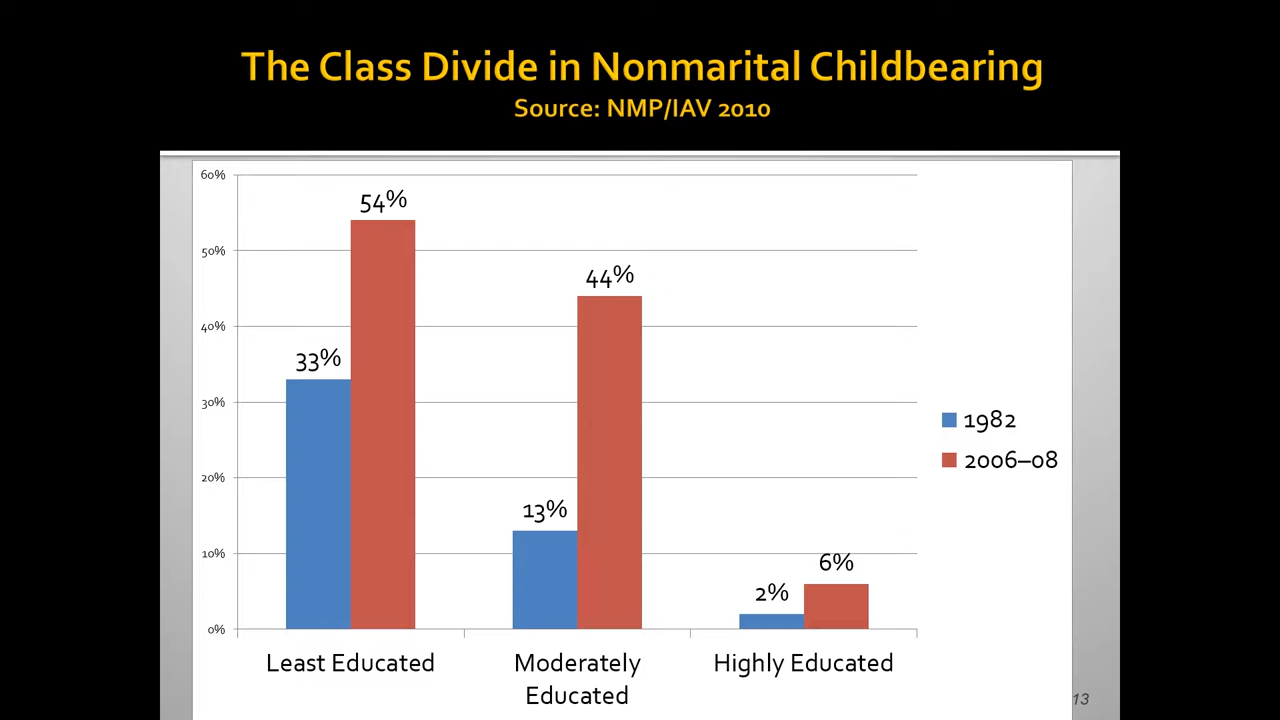 The Class Divide in Nonmarital Childbearing
Source: NMP/IAV 2010
60%
50%
40%
30%
20%
10%
0%
33%
54%
13%
44%
2%
6%
Least Educated
Moderately
Educated
Highly Educated
1982
2006–08
13